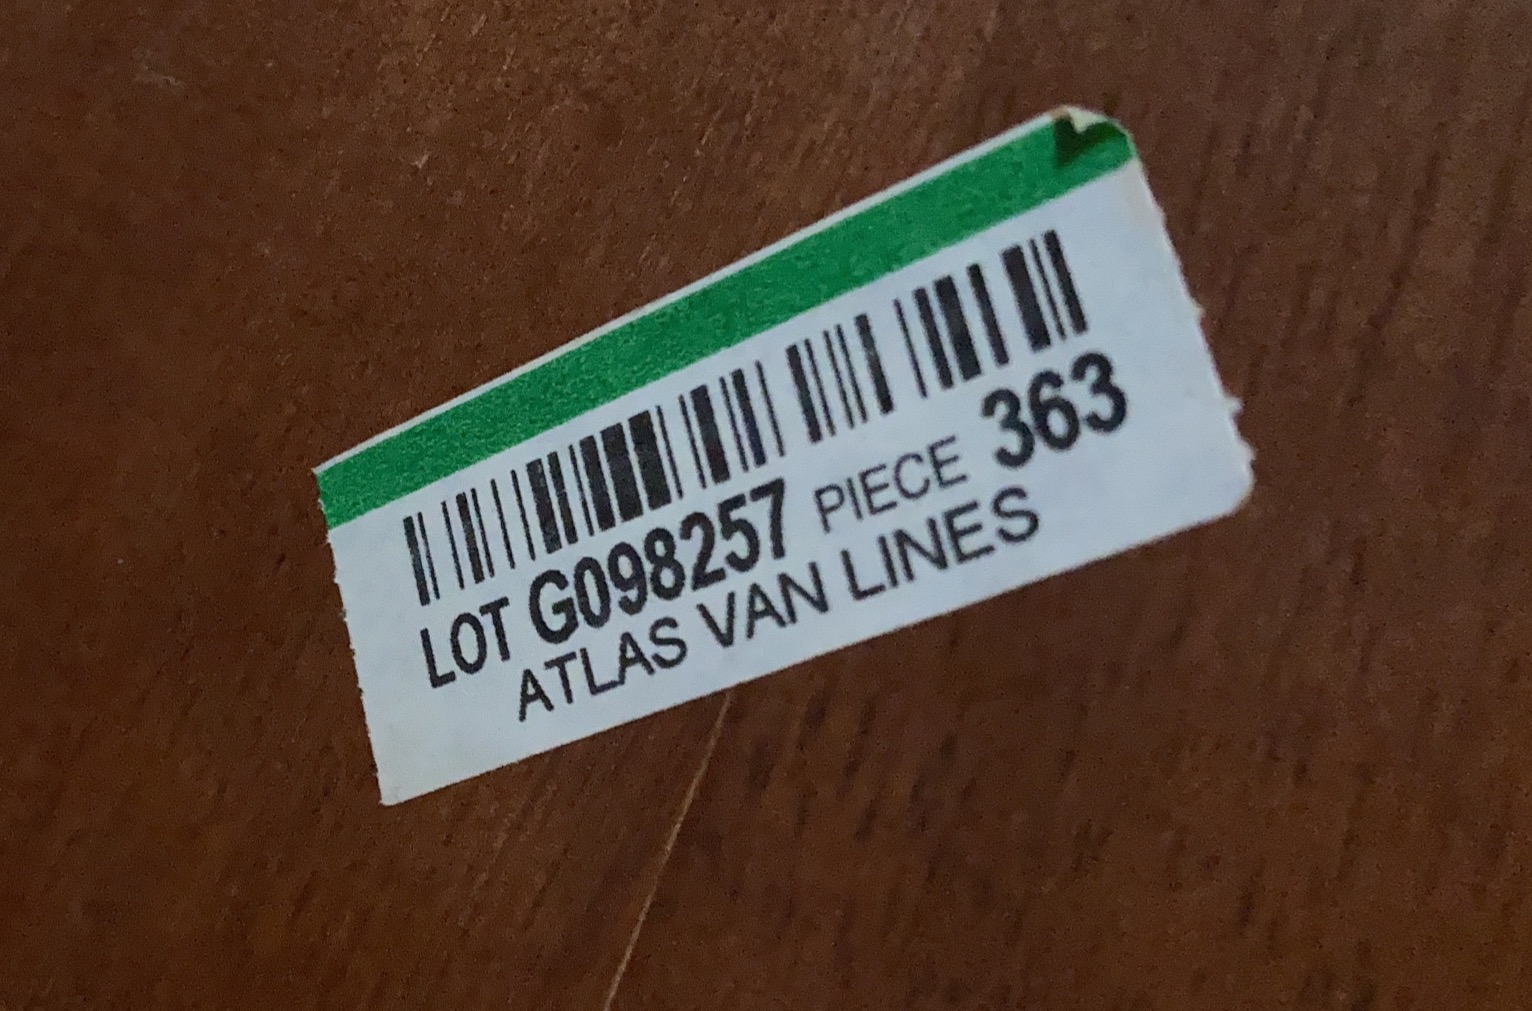 LOT G098257 PIECE 363
ATLAS VAN LINES